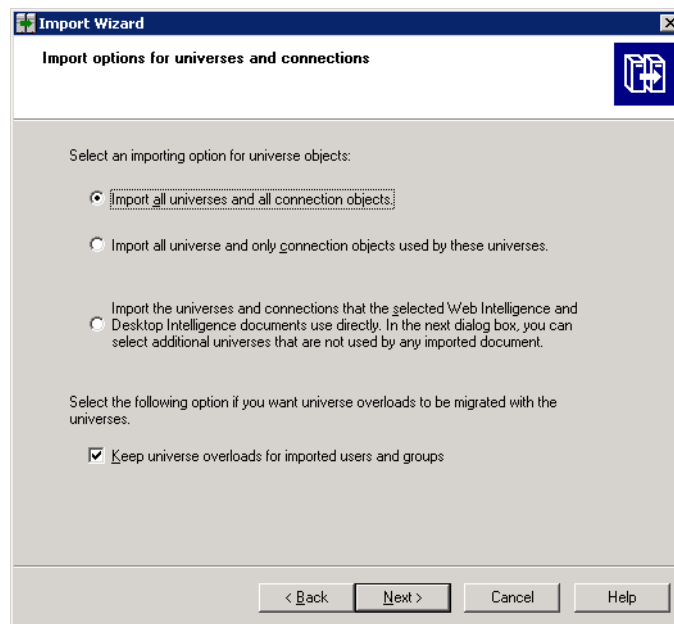 Import Wizard
Import options for universes and connections
Select an importing option for universe objects:
Import all universes and all connection objects.
Import all universe and only connection objects used by these universes.
Import the universes and connections that the selected Web Intelligence and
Desktop Intelligence documents use directly. In the next dialog box, you can
select additional universes that are not used by any imported document.
Select the following option if you want universe overloads to be migrated with the
universes.
Keep universe overloads for imported users and groups
< Back Next > Cancel Help